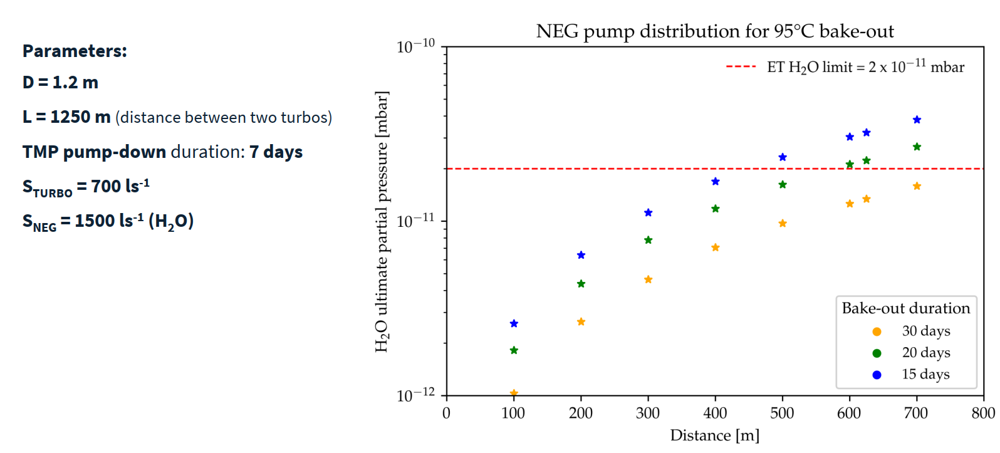 Parameters:
D = 1.2 m
L = 1250 m (distance between two turbos)
TMP pump-down duration: 7 days
S_TURBO = 700 ls⁻¹
S_NEG = 1500 ls⁻¹ (H₂O)
NEG pump distribution for 95°C bake-out
ET H₂O limit = 2 x 10⁻¹¹ mbar
H₂O ultimate partial pressure [mbar]
10⁻¹⁰
10⁻¹¹
10⁻¹²
Bake-out duration
30 days
20 days
15 days
0 100 200 300 400 500 600 700 800
Distance [m]